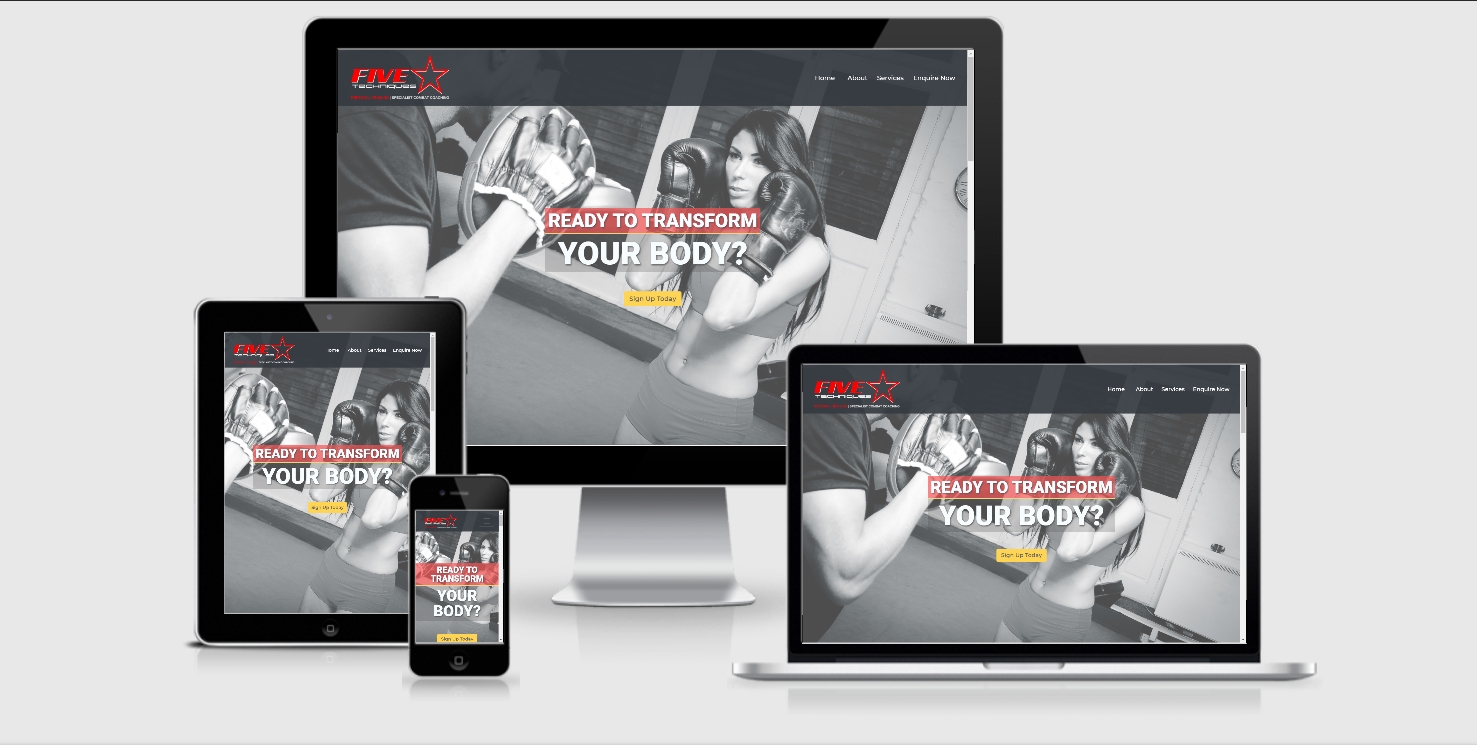 FIVE
TECHNIQUES
| SPECIALIST COMBAT COACHING
Home About Services Enquire Now
READY TO TRANSFORM
YOUR BODY?
Sign Up Today
FIVE
TECHNIQUES
Home About Services Enquire Now
READY TO TRANSFORM
YOUR BODY?
Sign Up Today
FIVE
READY TO
TRANSFORM
YOUR
BODY?
Sign Up Today
FIVE
TECHNIQUES
| SPECIALIST COMBAT COACHING
Home About Services Enquire Now
READY TO TRANSFORM
YOUR BODY?
Sign Up Today